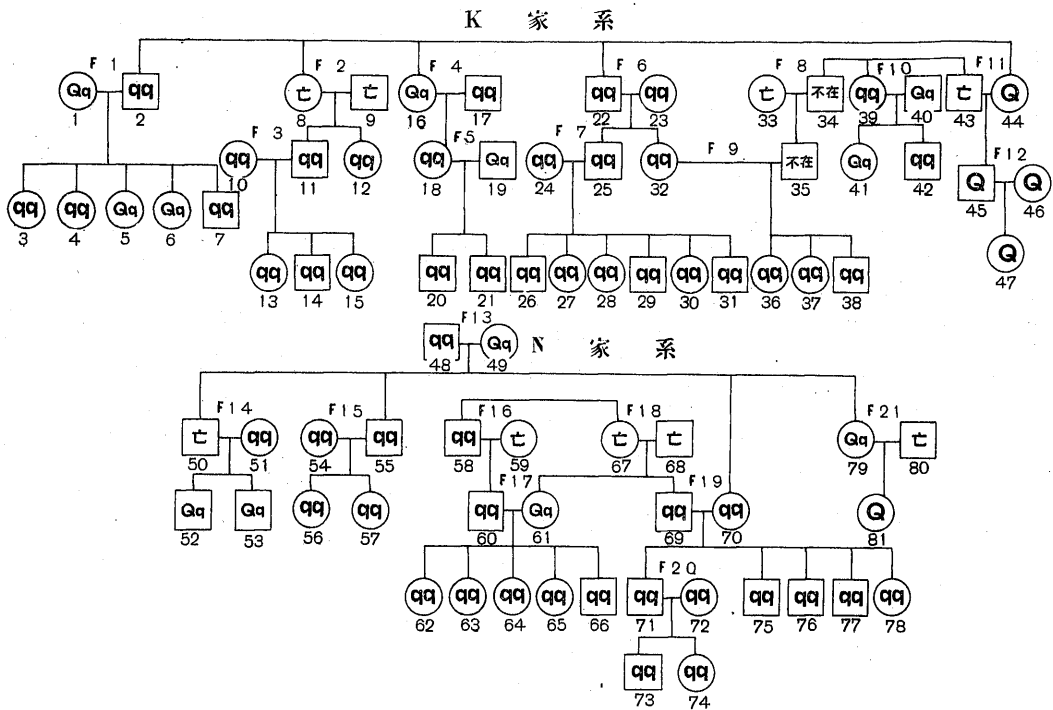 K 家 系
F 1 F 2 F 4 F 6 F 8 F10 F11
Qq qq 亡 亡 Qq qq qq qq 亡 不在 qq Qq 亡 Q
1 2 8 9 16 17 22 23 33 34 39 40 43 44
F 3 F 5 F 7 F 9 F12
qq qq qq qq Qq qq qq qq 不在 Qq qq Q Q
10 11 12 18 19 24 25 32 35 41 42 45 46
qq qq Qq Qq qq
3 4 5 6 7
qq qq qq qq qq qq qq qq qq qq qq qq qq qq Q
13 14 15 20 21 26 27 28 29 30 31 36 37 38 47
F13
qq Qq N 家 系
48 49
F14 F15 F16 F18 F21
亡 qq qq qq qq 亡 亡 亡 Qq 亡
50 51 54 55 58 59 67 68 79 80
F17 F19
Qq Qq qq qq qq Qq qq qq Q
52 53 56 57 60 61 69 70 81
F20
qq qq qq qq qq qq qq qq qq qq qq
62 63 64 65 66 71 72 75 76 77 78
qq qq
73 74